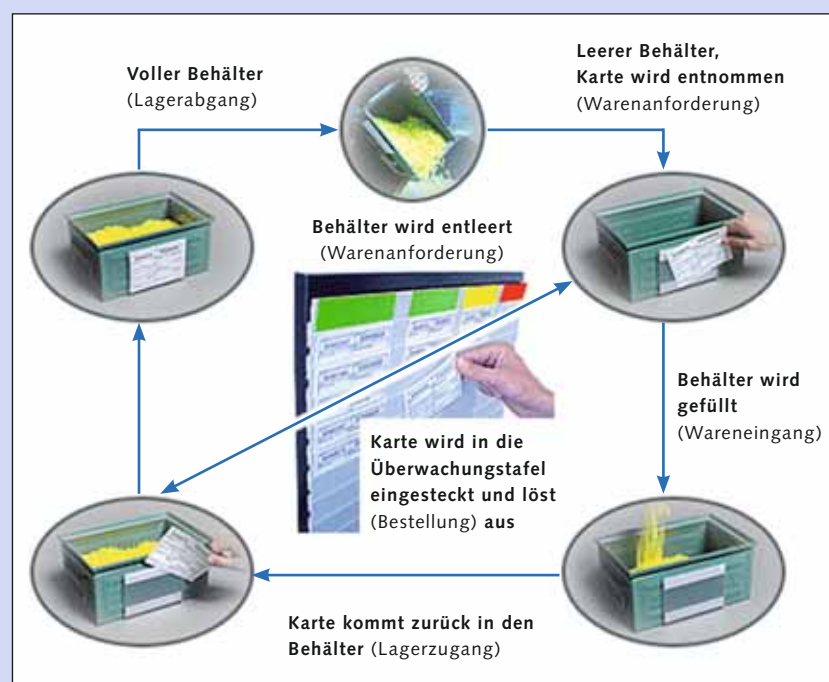 Voller Behälter
(Lagerabgang)
Leerer Behälter,
Karte wird entnommen
(Warenanforderung)
Behälter wird entleert
(Warenanforderung)
Behälter wird
gefüllt
(Wareneingang)
Karte wird in die
Überwachungstafel
eingesteckt und löst
(Bestellung) aus
Karte kommt zurück in den
Behälter (Lagerzugang)